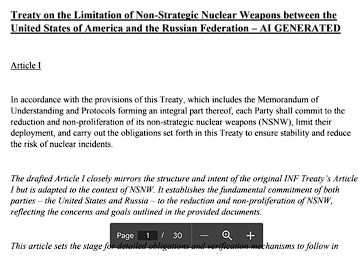 Treaty on the Limitation of Non-Strategic Nuclear Weapons between the
United States of America and the Russian Federation – AI GENERATED
Article I
In accordance with the provisions of this Treaty, which includes the Memorandum of
Understanding and Protocols forming an integral part thereof, each Party shall commit to the
reduction and non-proliferation of its non-strategic nuclear weapons (NSNW), limit their
deployment, and carry out the obligations set forth in this Treaty to ensure stability and reduce
the risk of nuclear incidents.
The drafted Article I closely mirrors the structure and intent of the original INF Treaty's Article
I but is adapted to the context of NSNW. It establishes the fundamental commitment of both
parties – the United States and Russia – to the reduction and non-proliferation of NSNW,
reflecting the concerns and goals outlined in the provided documents.
Page 1 / 30 — +
This article sets the stage for detailed obligations and verification mechanisms to follow in